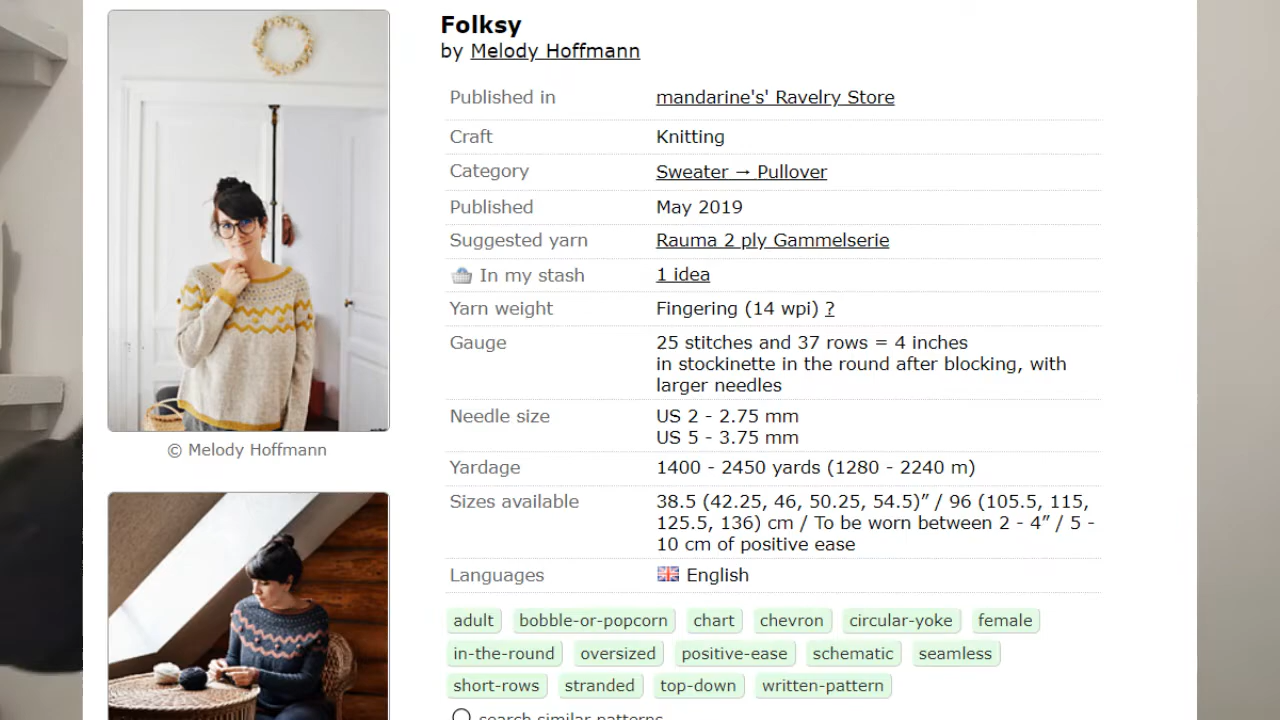 Folksy
by Melody Hoffmann
Published in mandarine's' Ravelry Store
Craft Knitting
Category Sweater → Pullover
Published May 2019
Suggested yarn Rauma 2 ply Gammelserie
In my stash 1 idea
Yarn weight Fingering (14 wpi) ?
Gauge 25 stitches and 37 rows = 4 inches
in stockinette in the round after blocking, with
larger needles
Needle size US 2 - 2.75 mm
US 5 - 3.75 mm
Yardage 1400 - 2450 yards (1280 - 2240 m)
Sizes available 38.5 (42.25, 46, 50.25, 54.5)” / 96 (105.5, 115,
125.5, 136) cm / To be worn between 2 - 4” / 5 -
10 cm of positive ease
Languages English
adult bobble-or-popcorn chart chevron circular-yoke female
in-the-round oversized positive-ease schematic seamless
short-rows stranded top-down written-pattern
search similar patterns
© Melody Hoffmann